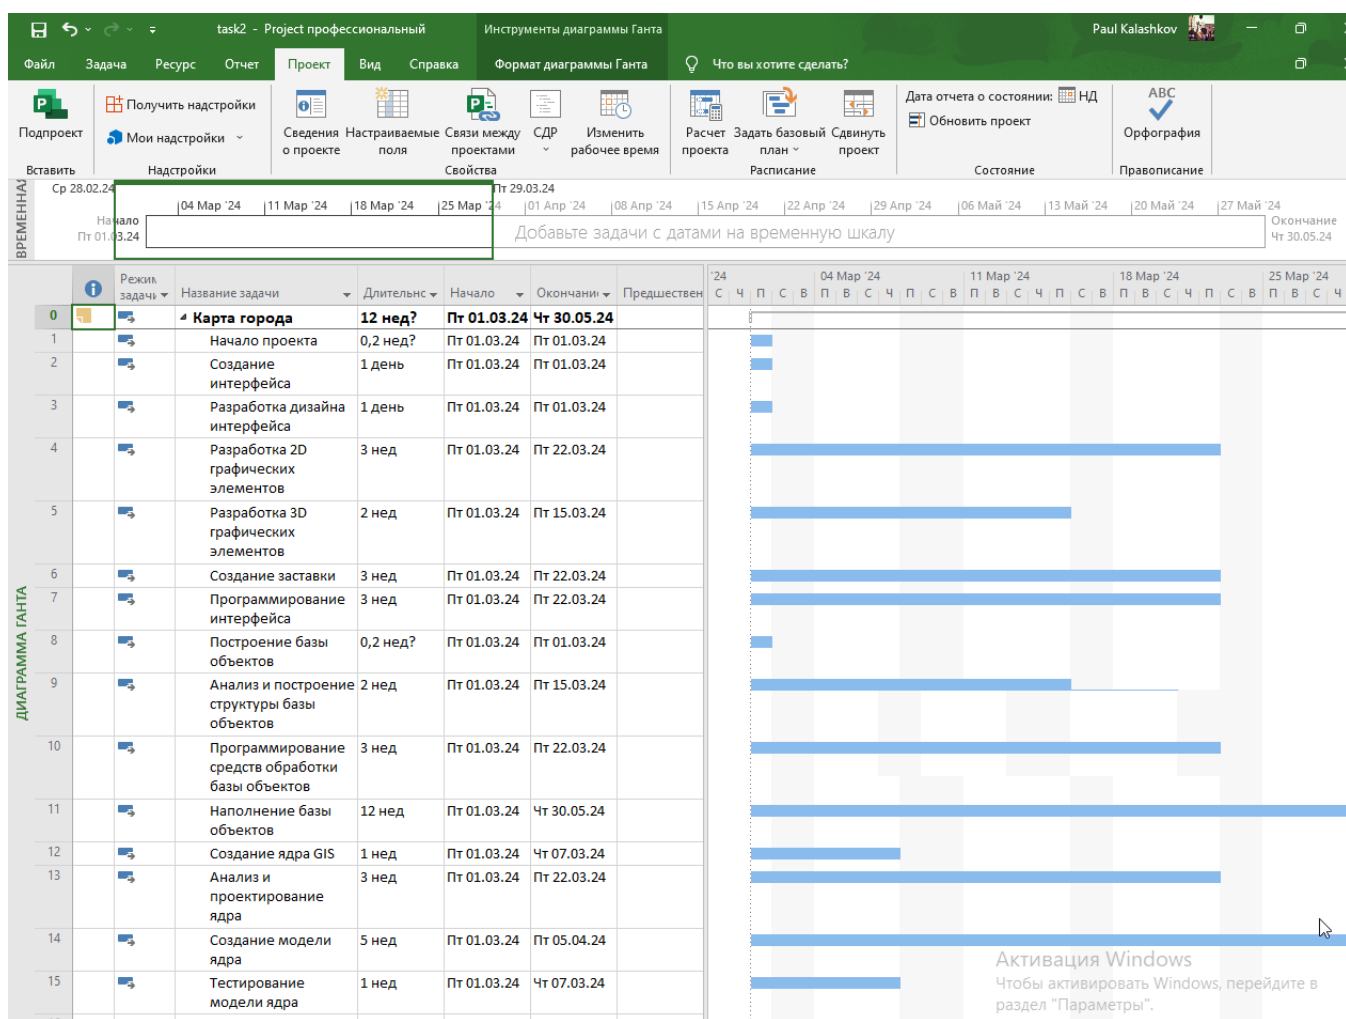 task2 - Project профессиональный
Инструменты диаграммы Ганта
Paul Kalashkov
Файл Задача Ресурс Отчет Проект Вид Справка Формат диаграммы Ганта Что вы хотите сделать?
Подпроект
Вставить
Получить надстройки
Мои надстройки
Надстройки
Сведения о проекте
Настраиваемые поля
Связи между проектами
СДР
Изменить рабочее время
Свойства
Расчет проекта
Задать базовый план
Сдвинуть проект
Расписание
Дата отчета о состоянии: НД
Обновить проект
Состояние
ABC
Орфография
Правописание
Ср 28.02.24 Пт 29.03.24
04 Мар '24 11 Мар '24 18 Мар '24 25 Мар '24 01 Апр '24 08 Апр '24 15 Апр '24 22 Апр '24 29 Апр '24 06 Май '24 13 Май '24 20 Май '24 27 Май '24
Начало
Пт 01.03.24
Добавьте задачи с датами на временную шкалу
Окончание
Чт 30.05.24
ДИАГРАММА ГАНТА
Режим задачи Название задачи Длительнс Начало Окончани Предшествен
'24 04 Мар '24 11 Мар '24 18 Мар '24 25 Мар '24
С Ч П С В П В С Ч П С В П В С Ч П С В П В С Ч П С В П В С Ч
0 Карта города 12 нед? Пт 01.03.24 Чт 30.05.24
1 Начало проекта 0,2 нед? Пт 01.03.24 Пт 01.03.24
2 Создание интерфейса 1 день Пт 01.03.24 Пт 01.03.24
3 Разработка дизайна интерфейса 1 день Пт 01.03.24 Пт 01.03.24
4 Разработка 2D графических элементов 3 нед Пт 01.03.24 Пт 22.03.24
5 Разработка 3D графических элементов 2 нед Пт 01.03.24 Пт 15.03.24
6 Создание заставки 3 нед Пт 01.03.24 Пт 22.03.24
7 Программирование интерфейса 3 нед Пт 01.03.24 Пт 22.03.24
8 Построение базы объектов 0,2 нед? Пт 01.03.24 Пт 01.03.24
9 Анализ и построение структуры базы объектов 2 нед Пт 01.03.24 Пт 15.03.24
10 Программирование средств обработки базы объектов 3 нед Пт 01.03.24 Пт 22.03.24
11 Наполнение базы объектов 12 нед Пт 01.03.24 Чт 30.05.24
12 Создание ядра GIS 1 нед Пт 01.03.24 Чт 07.03.24
13 Анализ и проектирование ядра 3 нед Пт 01.03.24 Пт 22.03.24
14 Создание модели ядра 5 нед Пт 01.03.24 Пт 05.04.24
15 Тестирование модели ядра 1 нед Пт 01.03.24 Чт 07.03.24
Активация Windows
Чтобы активировать Windows, перейдите в
раздел "Параметры".